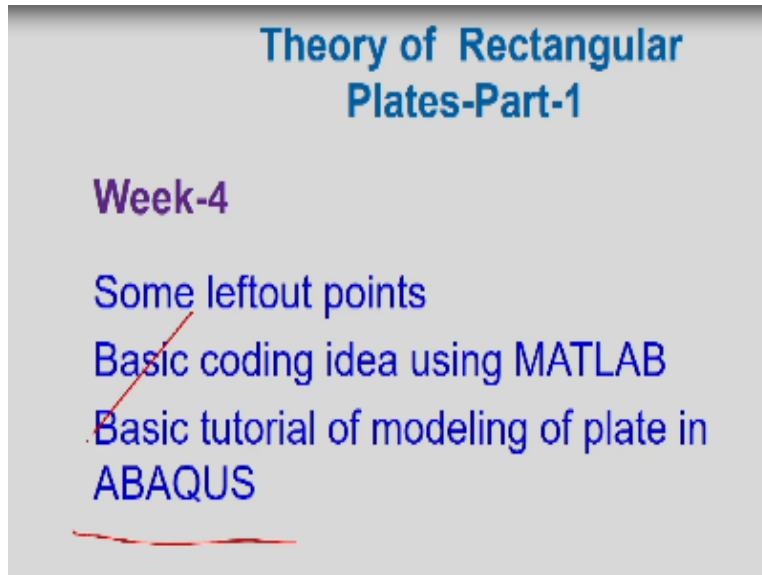 Theory of Rectangular
Plates-Part-1
Week-4
Some leftout points
Basic coding idea using MATLAB
Basic tutorial of modeling of plate in
ABAQUS